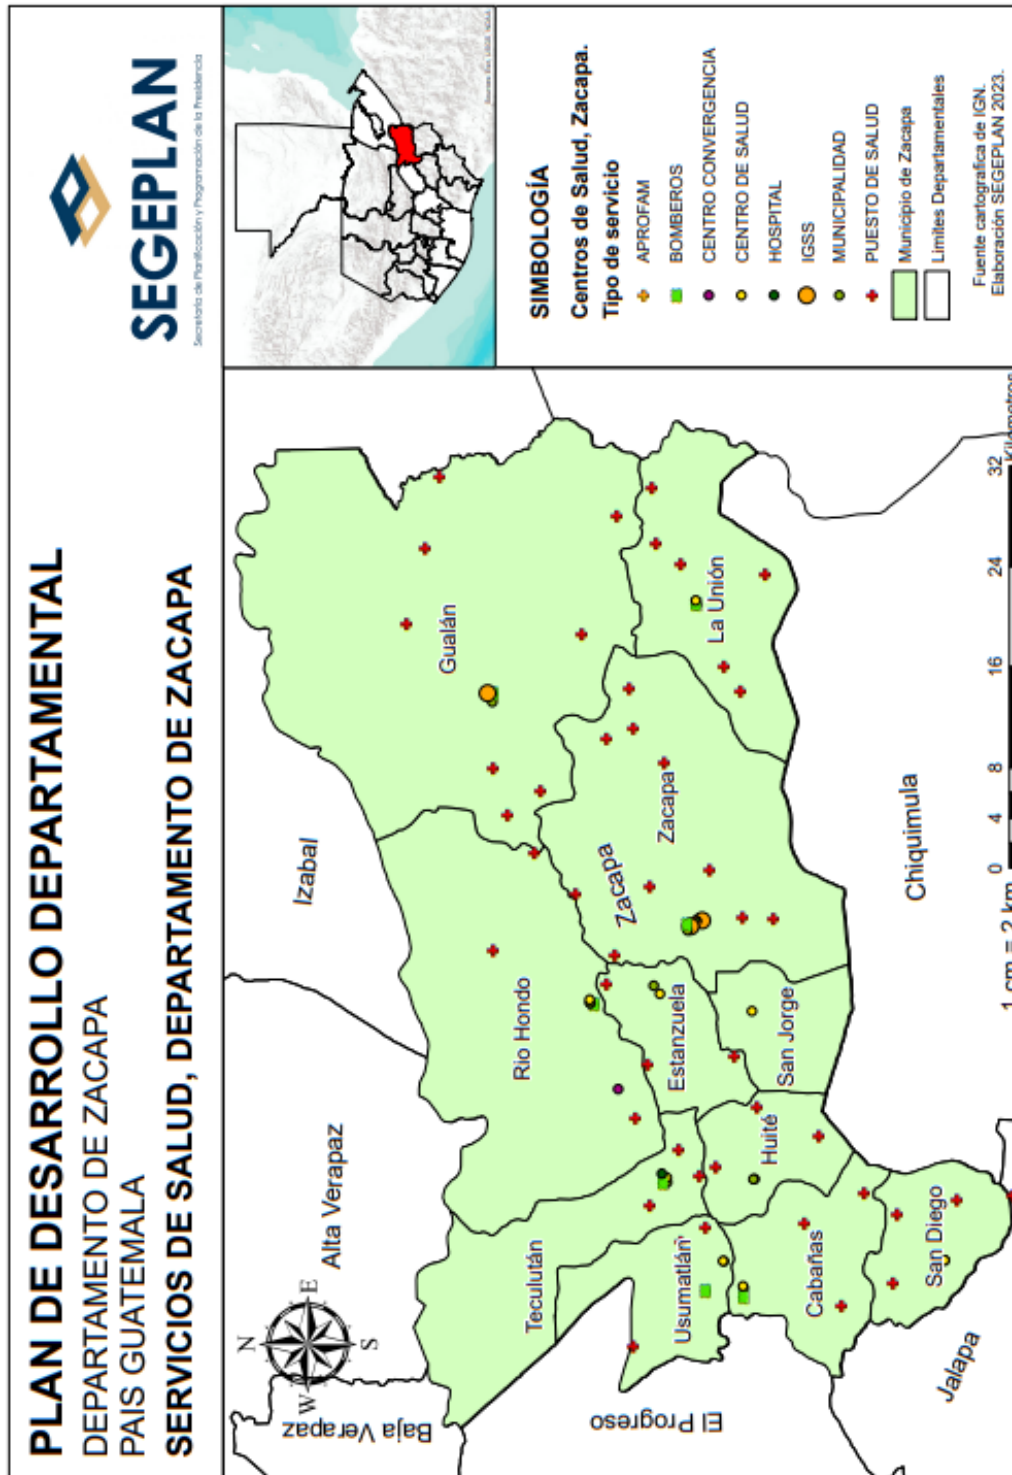 PLAN DE DESARROLLO DEPARTAMENTAL
DEPARTAMENTO DE ZACAPA
PAIS GUATEMALA
SERVICIOS DE SALUD, DEPARTAMENTO DE ZACAPA
SEGEPLAN
Secretaría de Planificación y Programación de la Presidencia
N
W
E
S
Baja Verapaz
Alta Verapaz
Izabal
El Progreso
Teculután
Rio Hondo
Gualán
Usumatlán
Estanzuela
Zacapa
Zacapa
La Unión
Huité
San Jorge
Cabañas
San Diego
Jalapa
Chiquimula
1 cm = 2 km
0 4 8 16 24 32
Kilometros
SIMBOLOGÍA
Centros de Salud, Zacapa.
Tipo de servicio
APROFAM
BOMBEROS
CENTRO CONVERGENCIA
CENTRO DE SALUD
HOSPITAL
IGSS
MUNICIPALIDAD
PUESTO DE SALUD
Municipio de Zacapa
Limites Departamentales
Fuente cartografica de IGN.
Elaboración SEGEPLAN 2023.